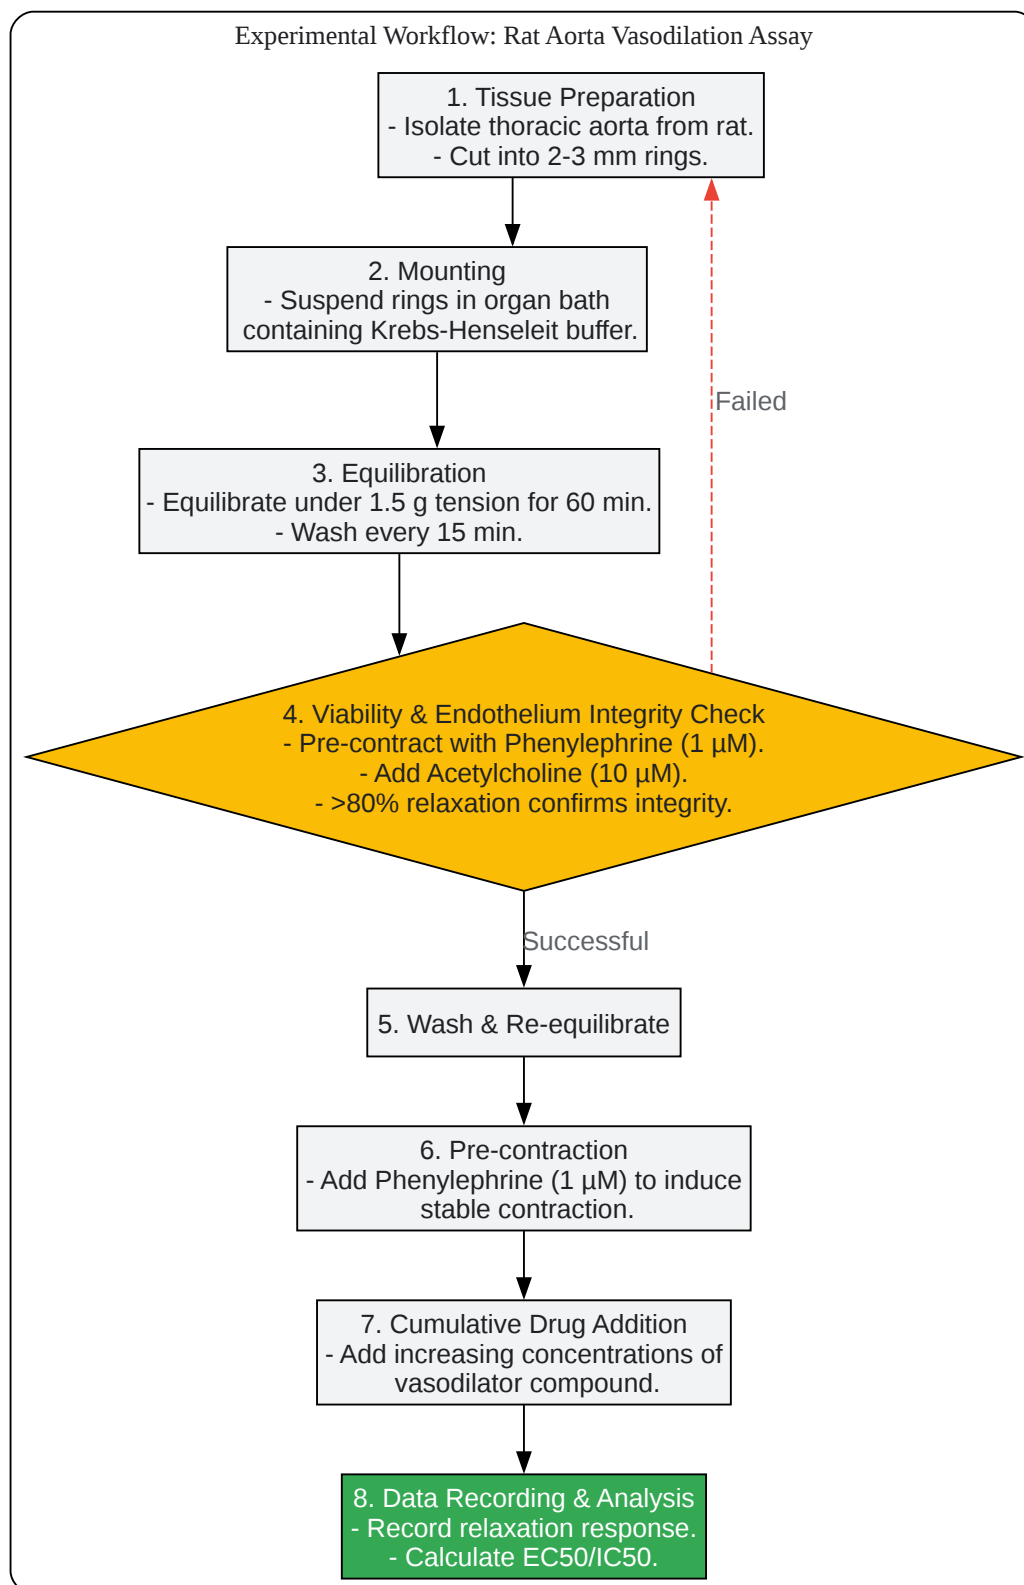 Experimental Workflow: Rat Aorta Vasodilation Assay
1. Tissue Preparation
- Isolate thoracic aorta from rat.
- Cut into 2-3 mm rings.
2. Mounting
- Suspend rings in organ bath
containing Krebs-Henseleit buffer.
Failed
3. Equilibration
- Equilibrate under 1.5 g tension for 60 min.
- Wash every 15 min.
4. Viability & Endothelium Integrity Check
- Pre-contract with Phenylephrine (1 µM).
- Add Acetylcholine (10 µM).
- >80% relaxation confirms integrity.
Successful
5. Wash & Re-equilibrate
6. Pre-contraction
- Add Phenylephrine (1 µM) to induce
stable contraction.
7. Cumulative Drug Addition
- Add increasing concentrations of
vasodilator compound.
8. Data Recording & Analysis
- Record relaxation response.
- Calculate EC50/IC50.